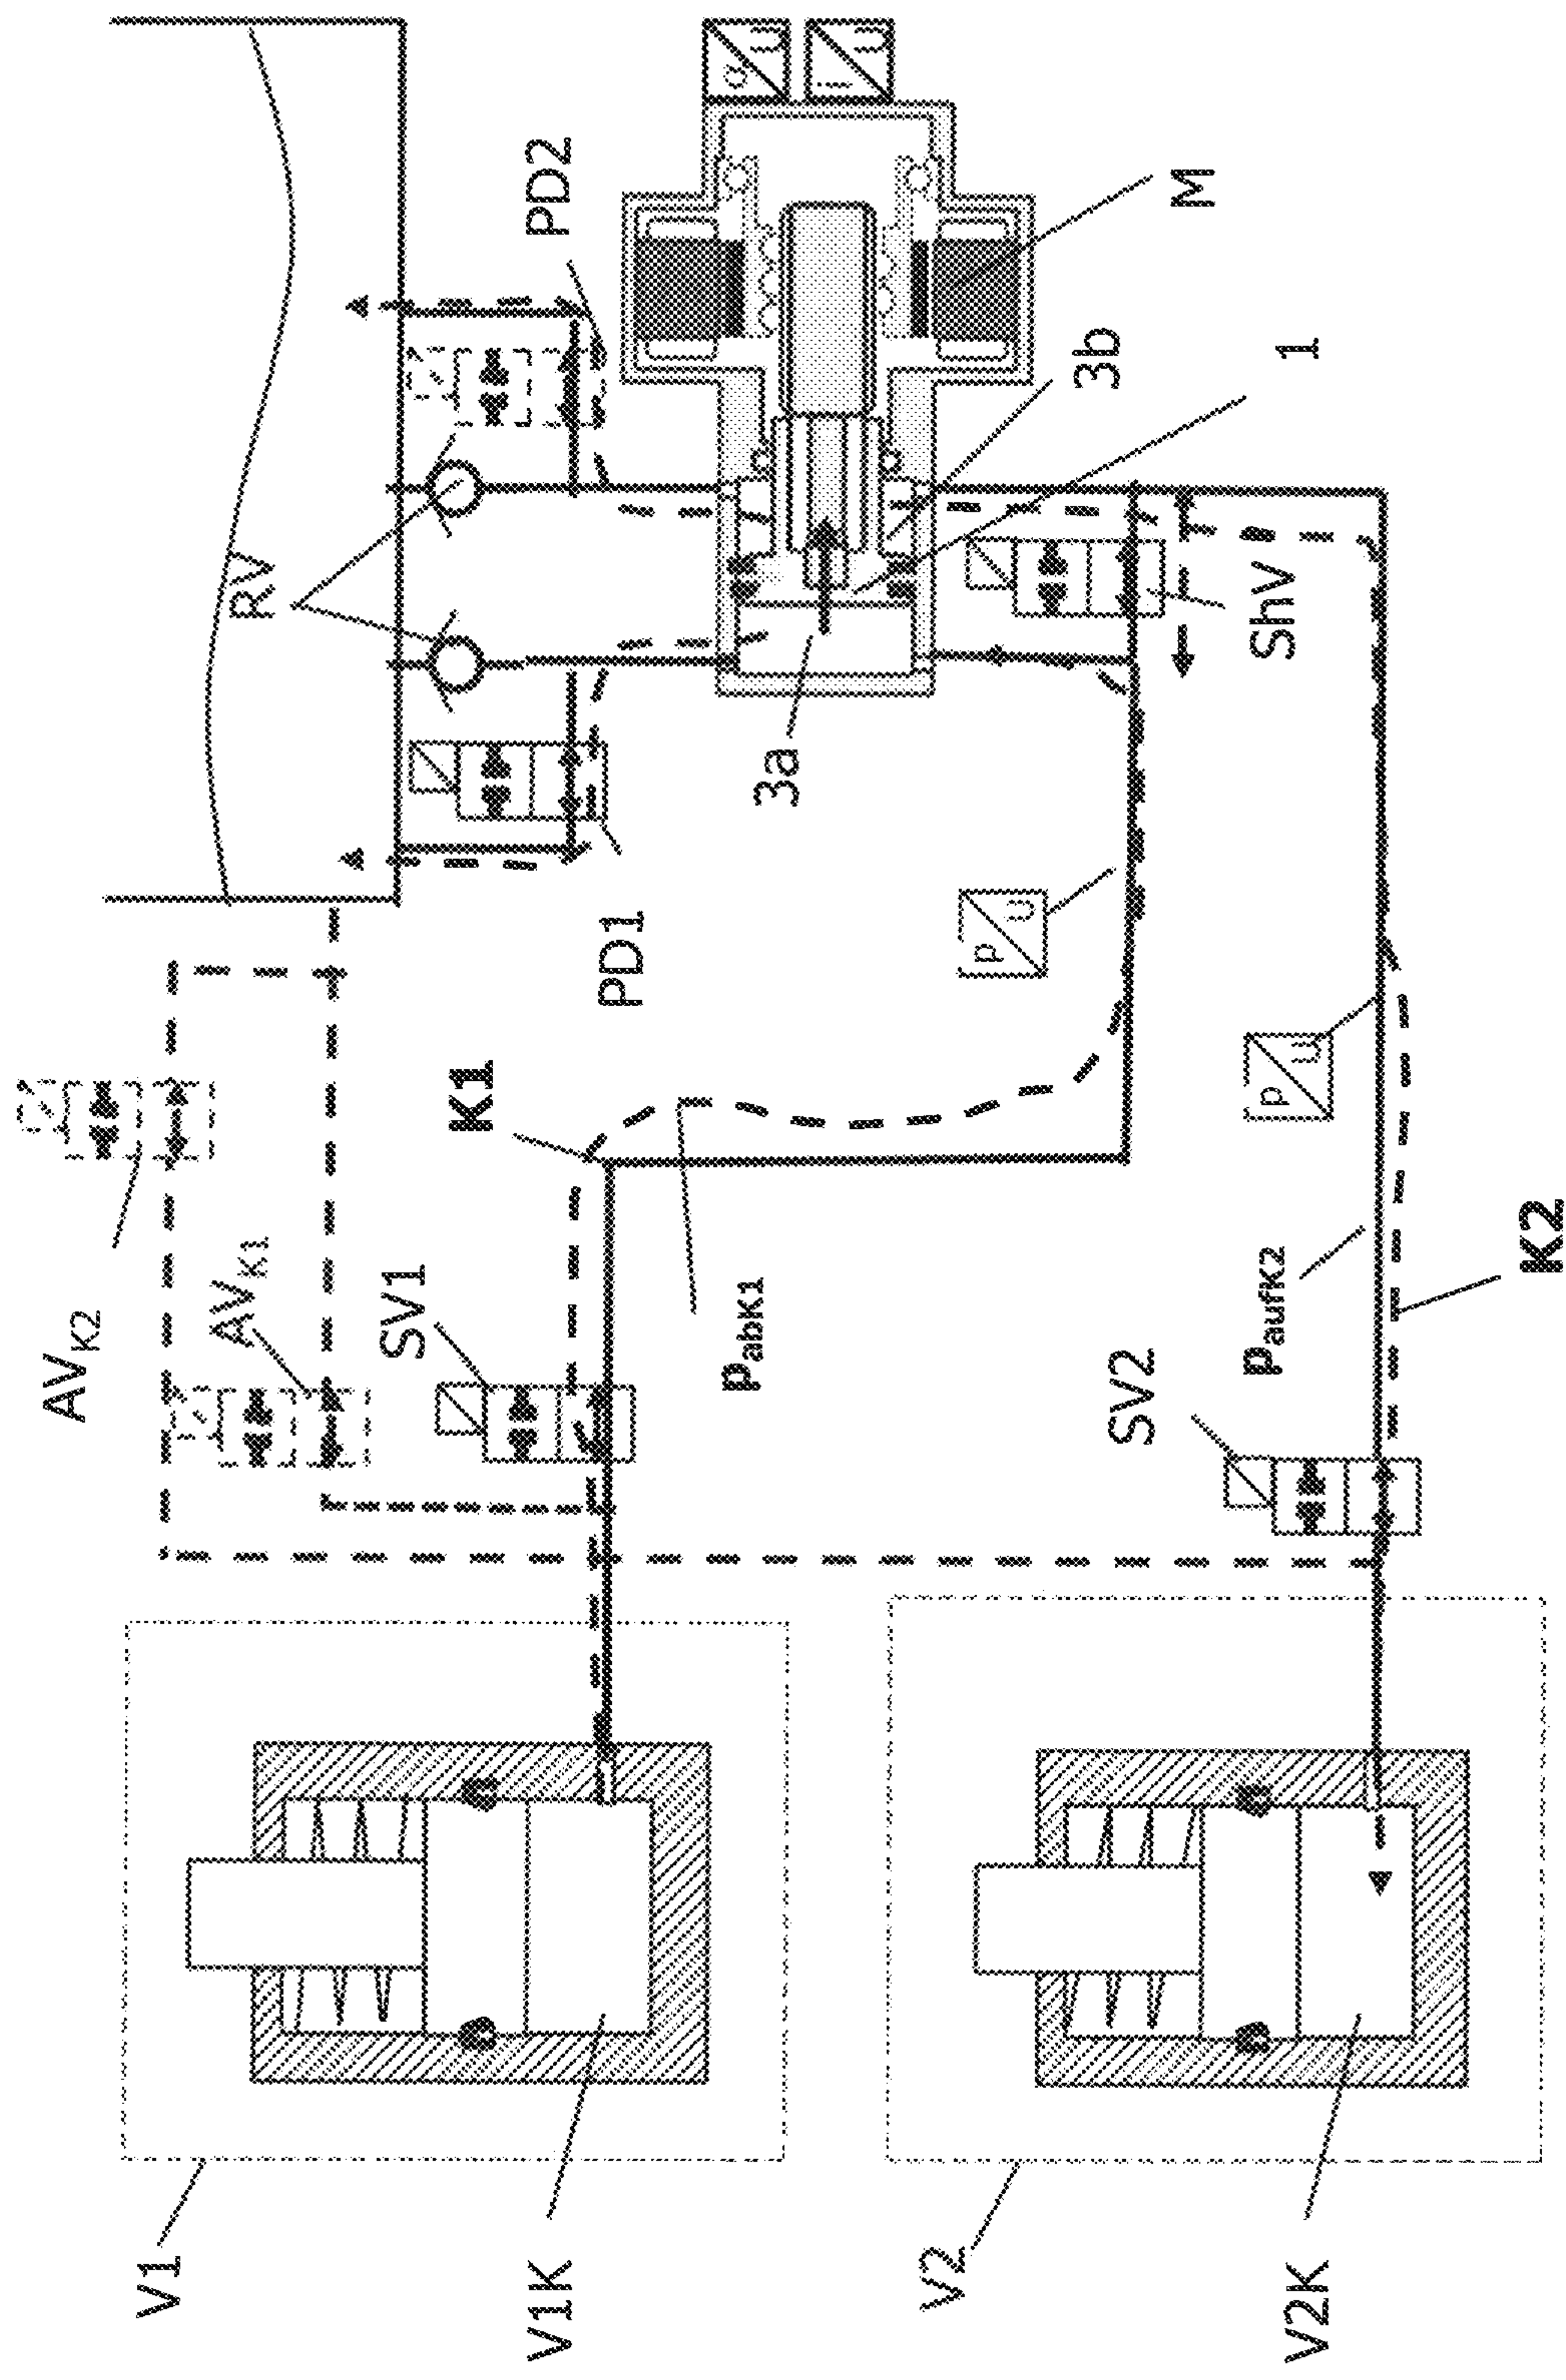 RV
PD2
α
U
i
U
M
3b
1
ShV
3a
PD1
p
U
p
U
K1
pabK1
paufK2
K2
AVK2
AVK1
SV1
SV2
V1
V1K
V2
V2K